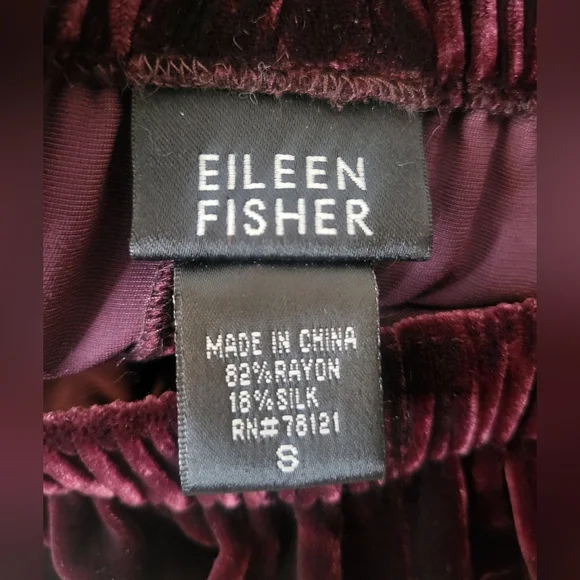 EILEEN
FISHER
MADE IN CHINA
82% RAYON
18% SILK
RN# 78121
S